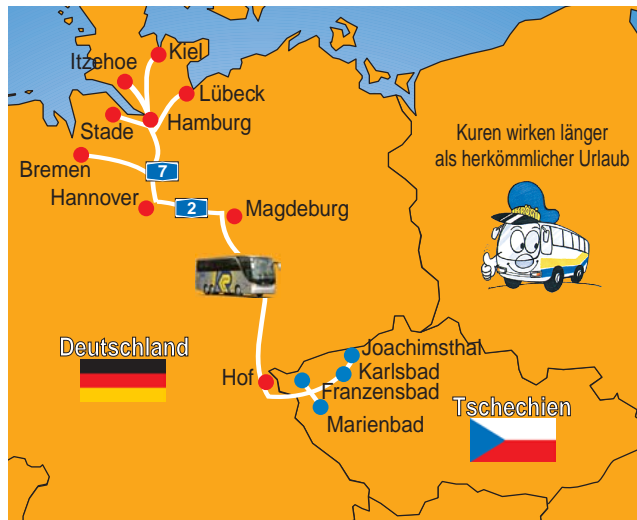 Kiel
Itzehoe
Lübeck
Stade
Hamburg
Kuren wirken länger
als herkömmlicher Urlaub
Bremen
7
Hannover
2
Magdeburg
Deutschland
Joachimsthal
Hof
Karlsbad
Franzensbad
Marienbad
Tschechien